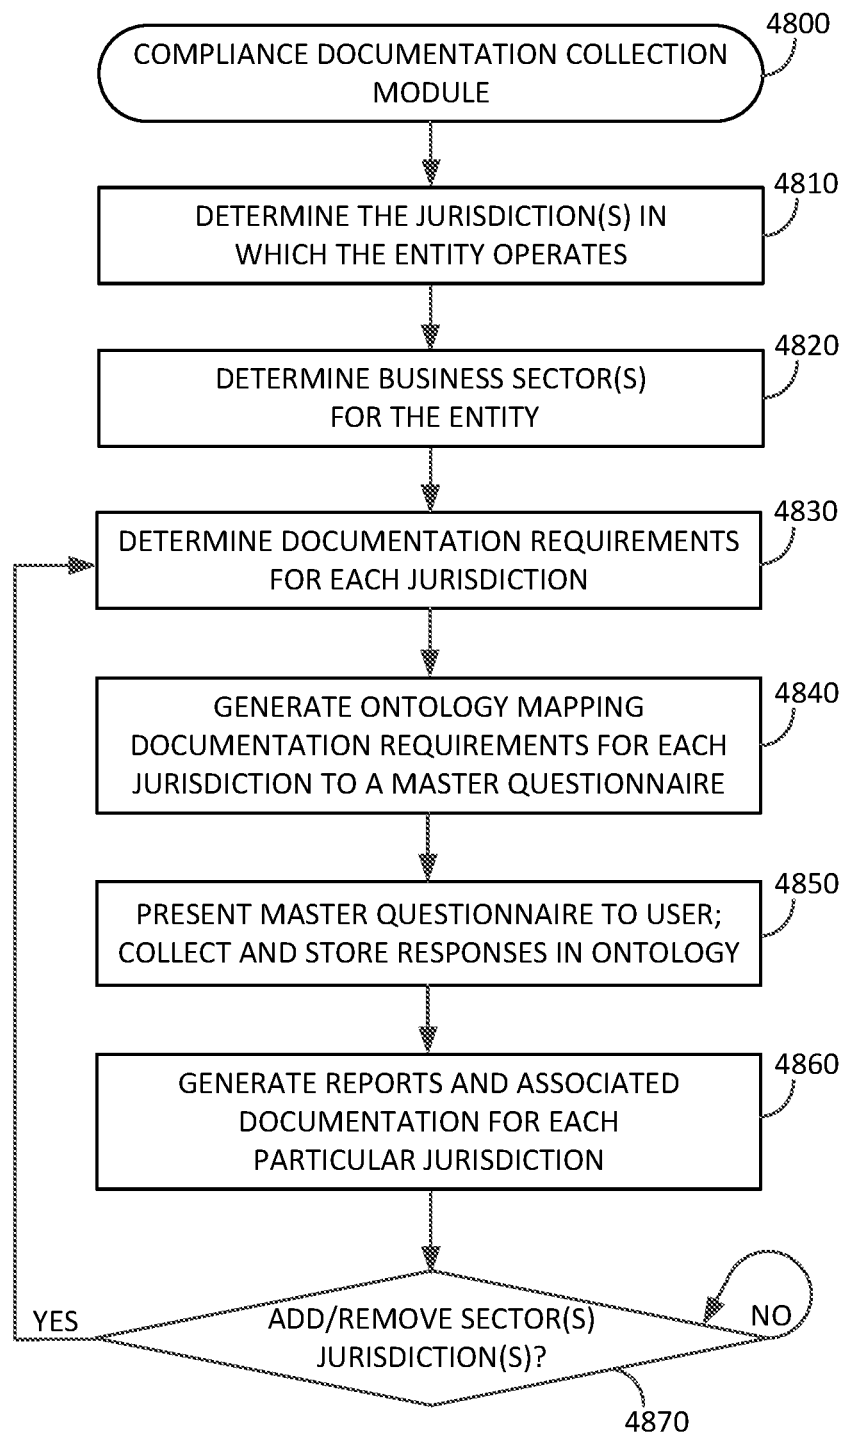 4800
COMPLIANCE DOCUMENTATION COLLECTION
MODULE
4810
DETERMINE THE JURISDICTION(S) IN
WHICH THE ENTITY OPERATES
4820
DETERMINE BUSINESS SECTOR(S)
FOR THE ENTITY
4830
DETERMINE DOCUMENTATION REQUIREMENTS
FOR EACH JURISDICTION
4840
GENERATE ONTOLOGY MAPPING
DOCUMENTATION REQUIREMENTS FOR EACH
JURISDICTION TO A MASTER QUESTIONNAIRE
4850
PRESENT MASTER QUESTIONNAIRE TO USER;
COLLECT AND STORE RESPONSES IN ONTOLOGY
4860
GENERATE REPORTS AND ASSOCIATED
DOCUMENTATION FOR EACH
PARTICULAR JURISDICTION
YES
ADD/REMOVE SECTOR(S)
JURISDICTION(S)?
NO
4870